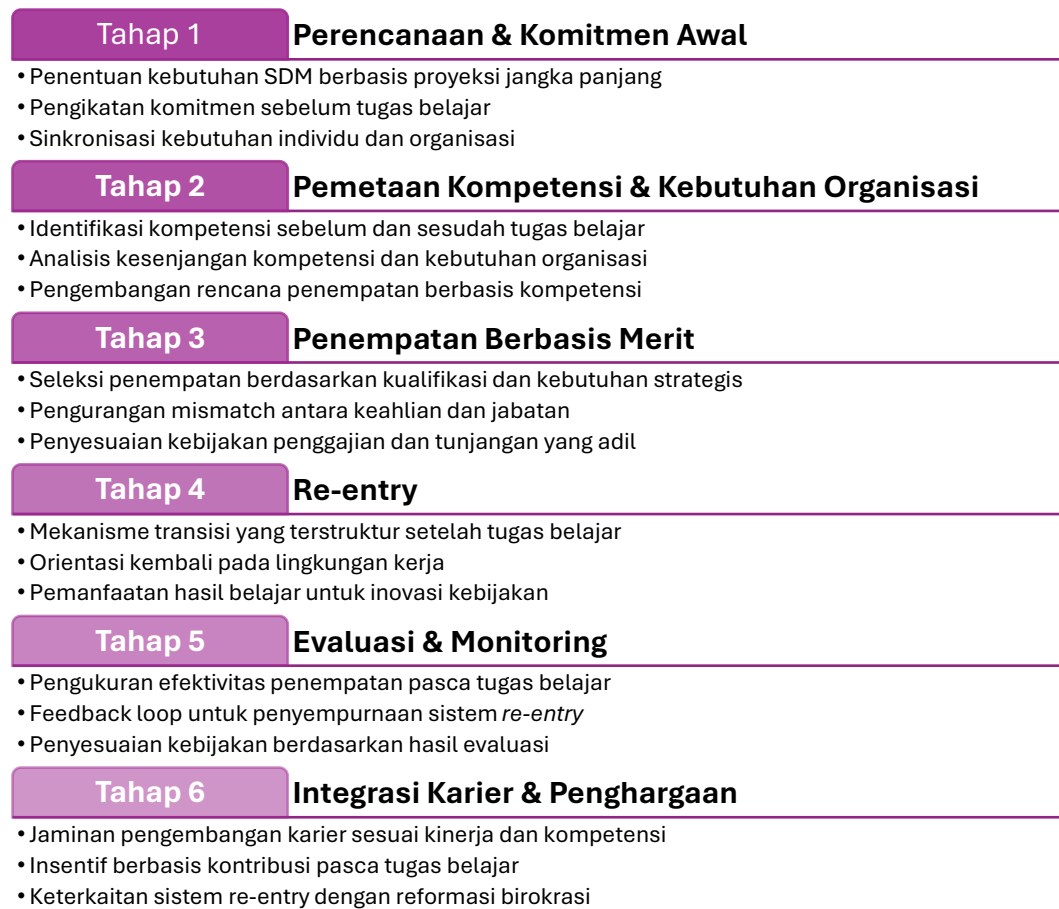 Tahap 1 Perencanaan & Komitmen Awal
• Penentuan kebutuhan SDM berbasis proyeksi jangka panjang
• Pengikatan komitmen sebelum tugas belajar
• Sinkronisasi kebutuhan individu dan organisasi
Tahap 2 Pemetaan Kompetensi & Kebutuhan Organisasi
• Identifikasi kompetensi sebelum dan sesudah tugas belajar
• Analisis kesenjangan kompetensi dan kebutuhan organisasi
• Pengembangan rencana penempatan berbasis kompetensi
Tahap 3 Penempatan Berbasis Merit
• Seleksi penempatan berdasarkan kualifikasi dan kebutuhan strategis
• Pengurangan mismatch antara keahlian dan jabatan
• Penyesuaian kebijakan penggajian dan tunjangan yang adil
Tahap 4 Re-entry
• Mekanisme transisi yang terstruktur setelah tugas belajar
• Orientasi kembali pada lingkungan kerja
• Pemanfaatan hasil belajar untuk inovasi kebijakan
Tahap 5 Evaluasi & Monitoring
• Pengukuran efektivitas penempatan pasca tugas belajar
• Feedback loop untuk penyempurnaan sistem re-entry
• Penyesuaian kebijakan berdasarkan hasil evaluasi
Tahap 6 Integrasi Karier & Penghargaan
• Jaminan pengembangan karier sesuai kinerja dan kompetensi
• Insentif berbasis kontribusi pasca tugas belajar
• Keterkaitan sistem re-entry dengan reformasi birokrasi